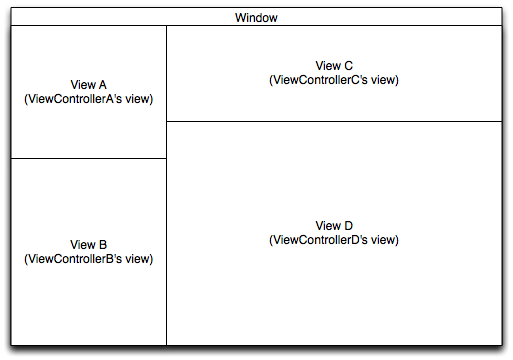 Window
View A
(ViewControllerA's view)
View B
(ViewControllerB's view)
View C
(ViewControllerC's view)
View D
(ViewControllerD's view)